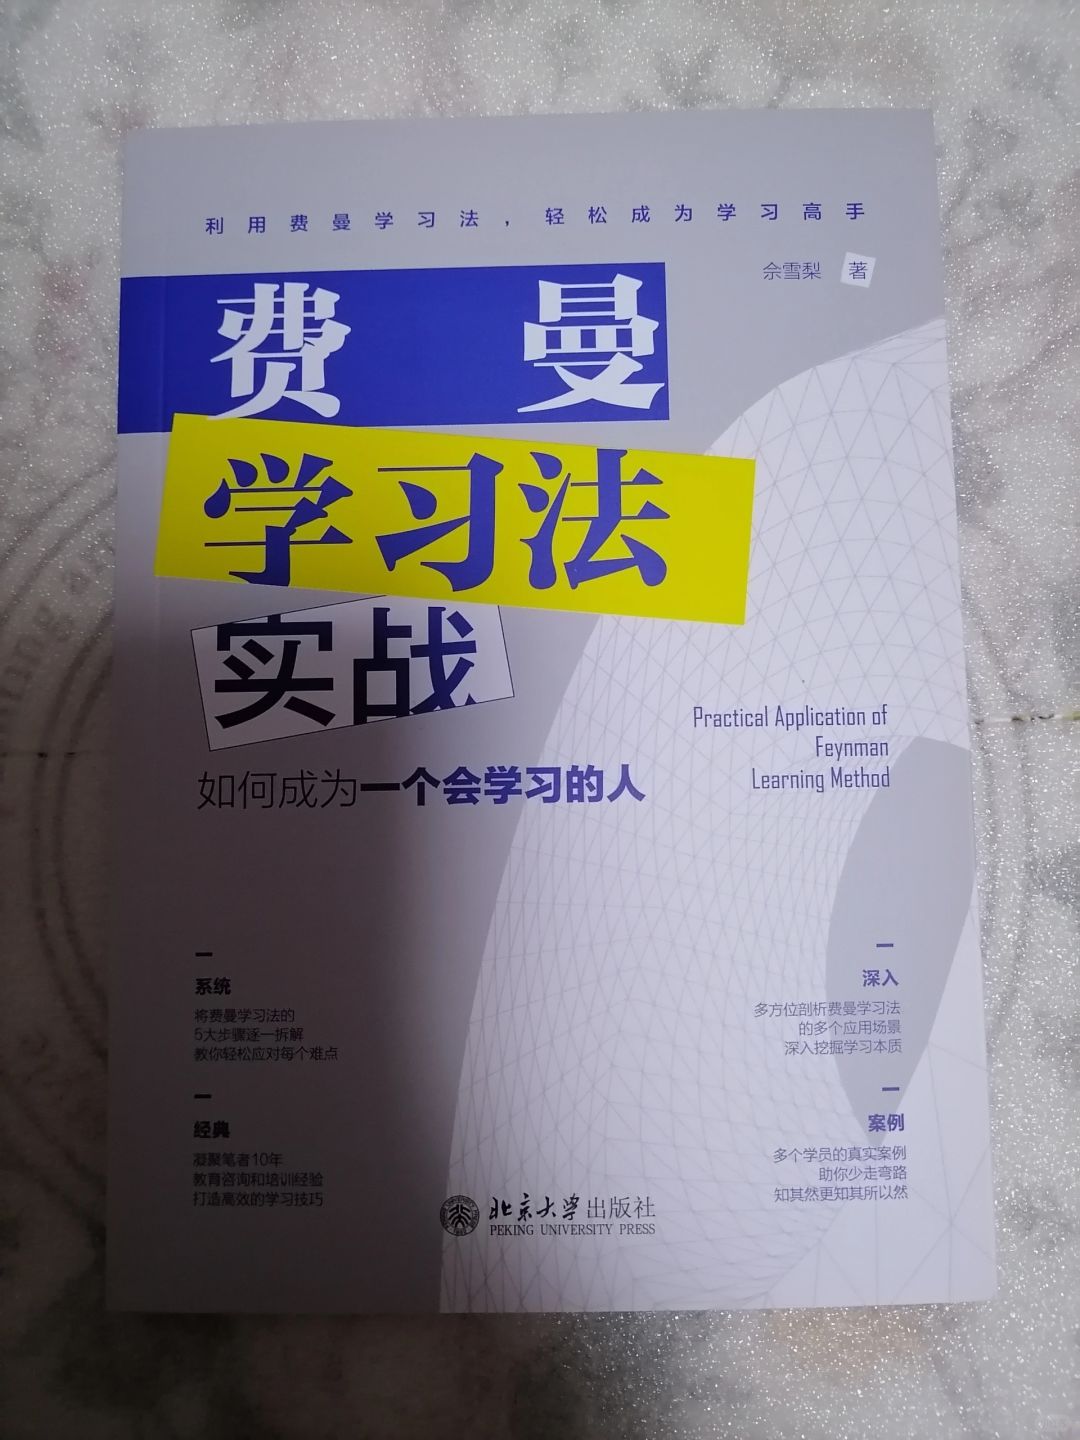 利用费曼学习法，轻松成为学习高手
佘雪梨 著
费曼
学习法
实战
如何成为一个会学习的人
Practical Application of
Feynman
Learning Method
系统
将费曼学习法的
5大步骤逐一拆解
教你轻松应对每个难点
深入
多方位剖析费曼学习法
的多个应用场景
深入挖掘学习本质
经典
凝聚笔者10年
教育咨询和培训经验
打造高效的学习技巧
案例
多个学员的真实案例
助你少走弯路
知其然更知其所以然
北京大学出版社
PEKING UNIVERSITY PRESS